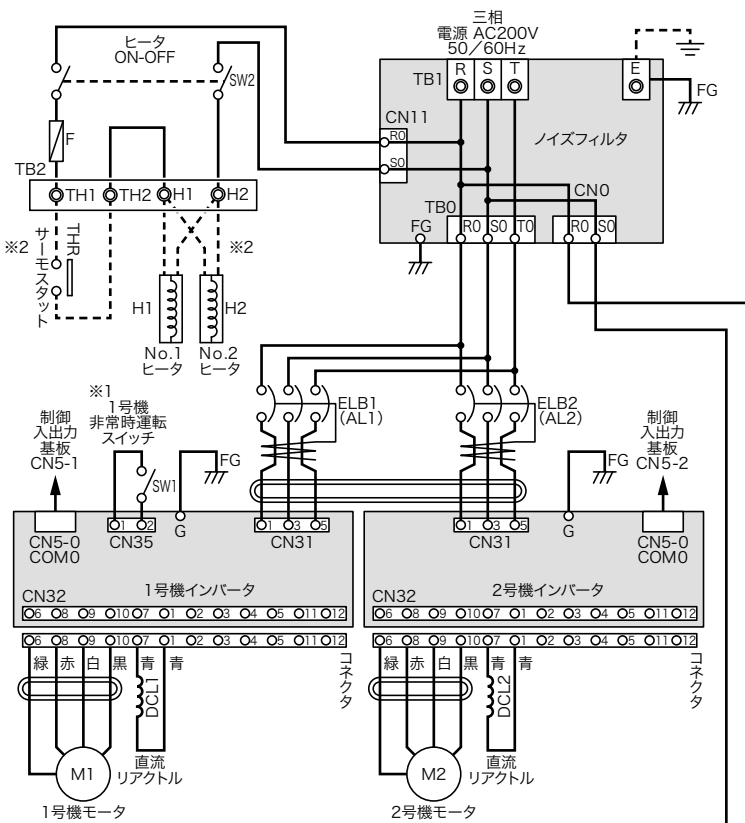 三相
電源 AC200V
50/60Hz
ヒータ
ON-OFF
SW2
TB1
R S T
E
FG
CN11
R0
S0
ノイズフィルタ
F
TB2
TH1 TH2 H1 H2
CN0
TB0
FG
R0 S0 T0
R0 S0
※2
サーモスタット
THR
※2
H1
H2
No.1
ヒータ
No.2
ヒータ
ELB1
(AL1)
ELB2
(AL2)
※1
1号機
非常時運転
スイッチ
制御
入出力
基板
CN5-1
SW1
FG
制御
入出力
基板
CN5-2
FG
CN5-0
COM0
1 2
CN35
G
1 3 5
CN31
1 3 5
CN31
G
CN5-0
COM0
CN32
1号機インバータ
6 8 9 10 7 1 2 3 4 5 11 12
6 8 9 10 7 1 2 3 4 5 11 12
緑 赤 白 黒 青 青
コネクタ
DCL1
直流
リアクトル
M1
1号機モータ
CN32
2号機インバータ
6 8 9 10 7 1 2 3 4 5 11 12
6 8 9 10 7 1 2 3 4 5 11 12
緑 赤 白 黒 青 青
コネクタ
DCL2
直流
リアクトル
M2
2号機モータ